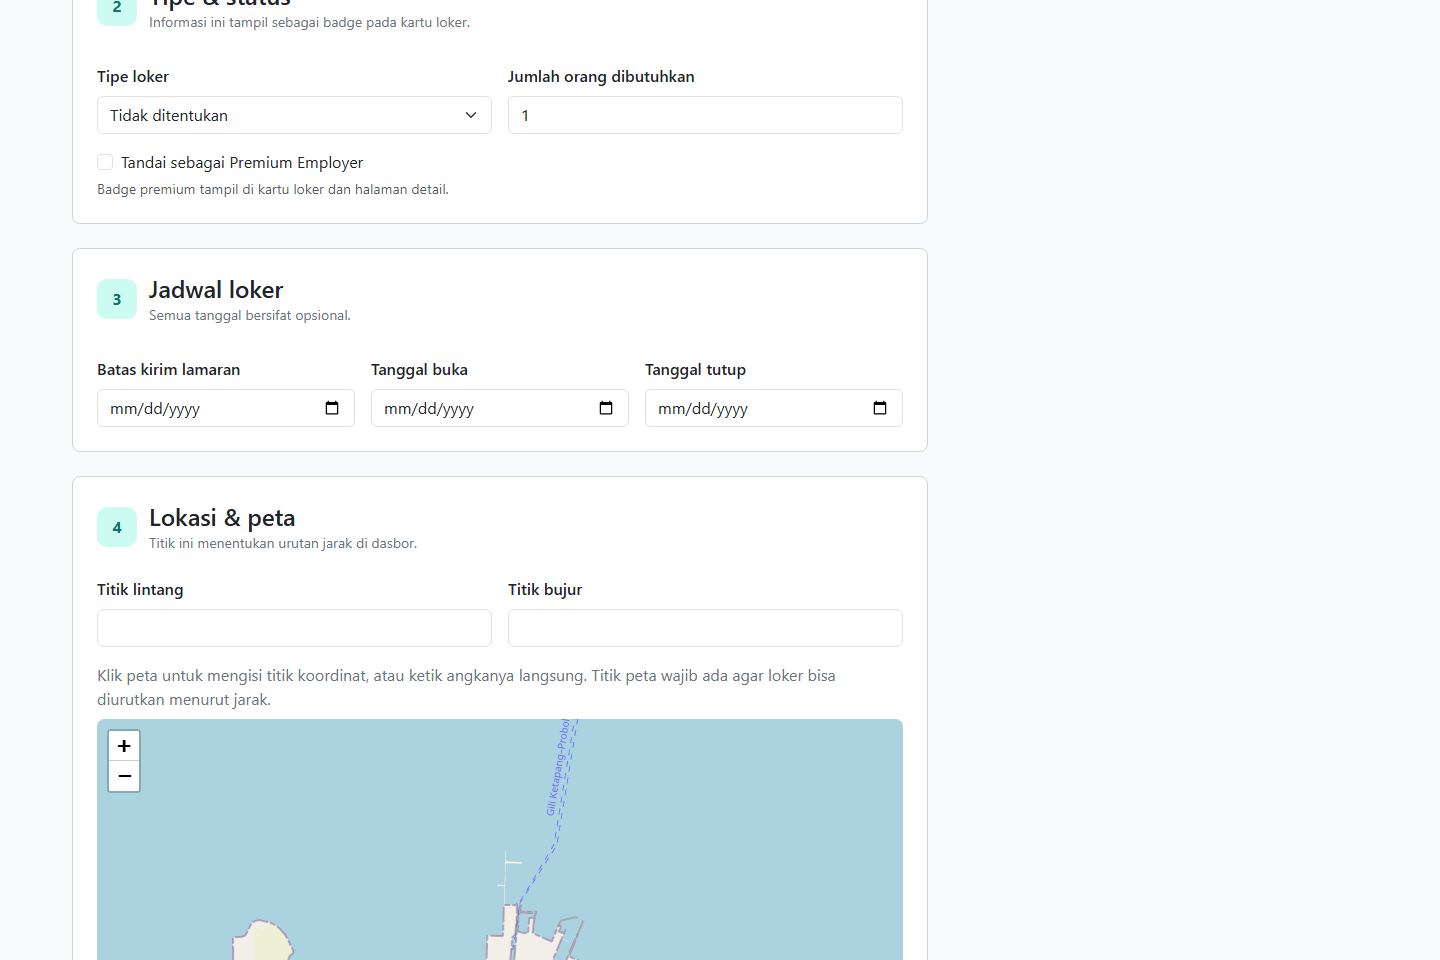 2
Tipe & status
Informasi ini tampil sebagai badge pada kartu loker.
Tipe loker
Jumlah orang dibutuhkan
Tidak ditentukan
1
Tandai sebagai Premium Employer
Badge premium tampil di kartu loker dan halaman detail.
3
Jadwal loker
Semua tanggal bersifat opsional.
Batas kirim lamaran
Tanggal buka
Tanggal tutup
mm/dd/yyyy
mm/dd/yyyy
mm/dd/yyyy
4
Lokasi & peta
Titik ini menentukan urutan jarak di dasbor.
Titik lintang
Titik bujur
Klik peta untuk mengisi titik koordinat, atau ketik angkanya langsung. Titik peta wajib ada agar loker bisa
diurutkan menurut jarak.
+
−
Gili Ketapang–Probol